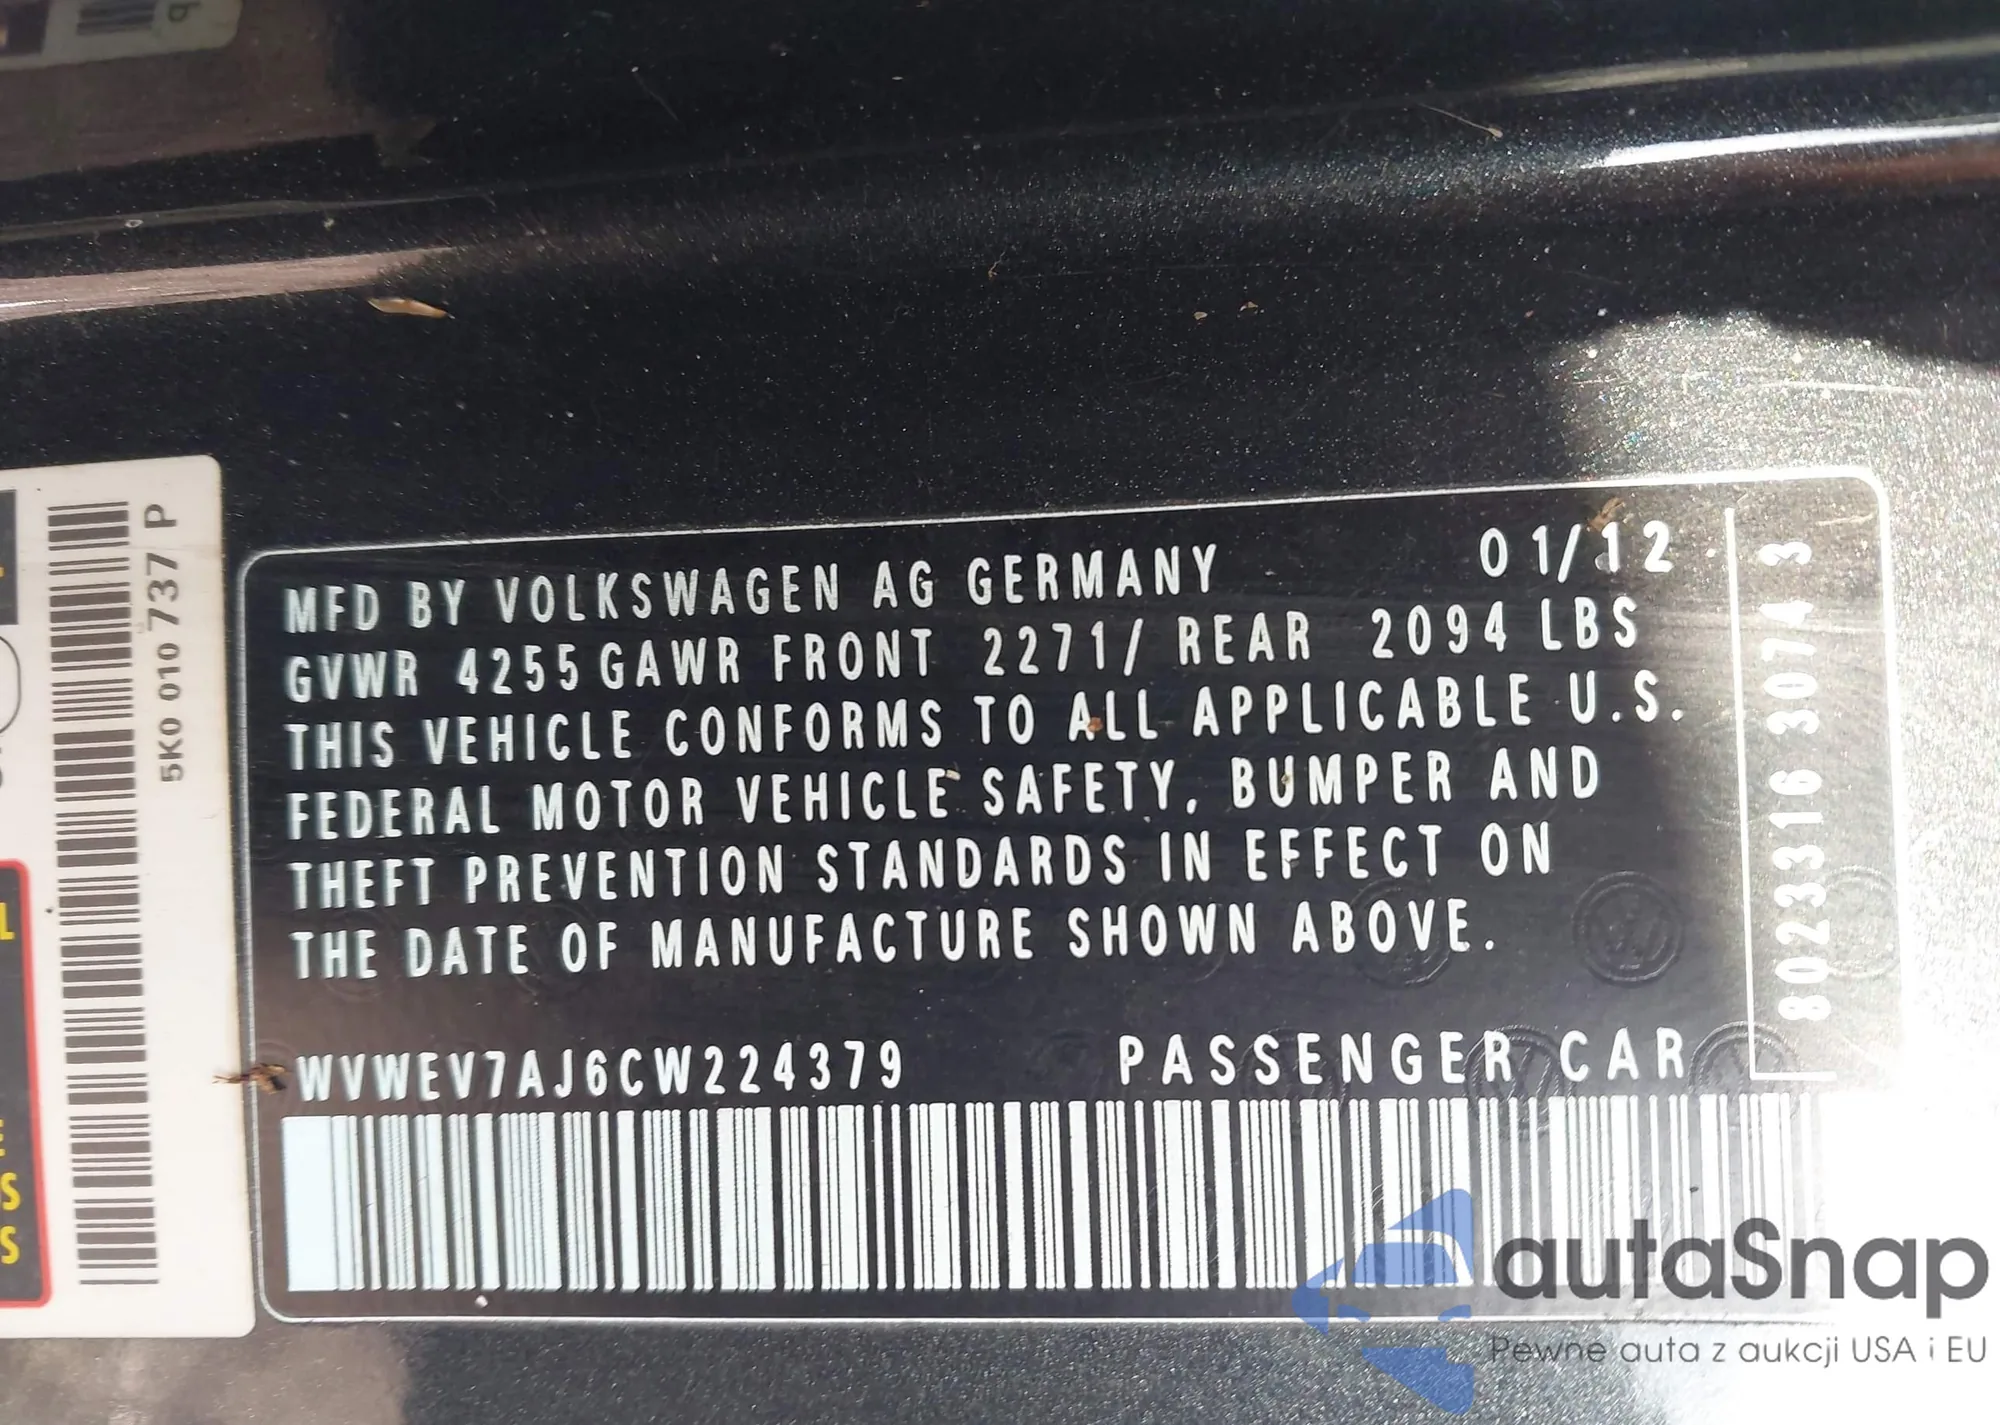 5K0 010 737 P
MFD BY VOLKSWAGEN AG GERMANY 01/12
GVWR 4255 GAWR FRONT 2271/ REAR 2094 LBS
THIS VEHICLE CONFORMS TO ALL APPLICABLE U.S.
FEDERAL MOTOR VEHICLE SAFETY, BUMPER AND
THEFT PREVENTION STANDARDS IN EFFECT ON
THE DATE OF MANUFACTURE SHOWN ABOVE.
WVWEV7AJ6CW224379 PASSENGER CAR
8023316 3074 3
L
S
S
autaSnap
Pewne auta z aukcji USA i EU